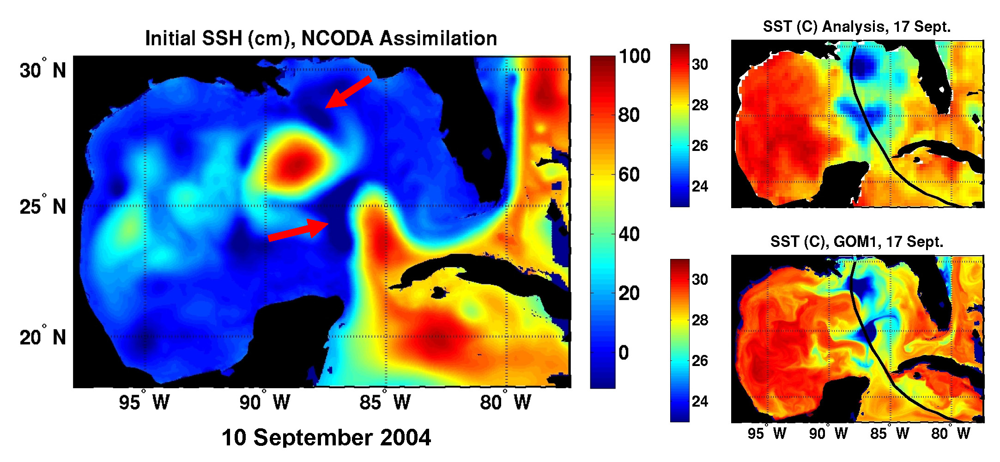 Initial SSH (cm), NCODA Assimilation
30° N
25° N
20° N
95° W
90° W
85° W
80° W
10 September 2004
100
80
60
40
20
0
SST (C) Analysis, 17 Sept.
30
28
26
24
SST (C), GOM1, 17 Sept.
30
28
26
24
95° W
90° W
85° W
80° W